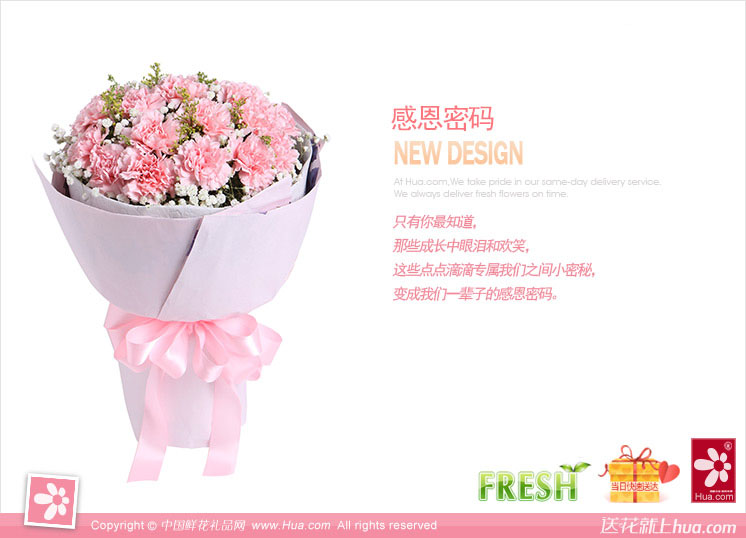 感恩密码
NEW DESIGN
At Hua.com,We take pride in our same-day delivery service.
We always deliver fresh flowers on time.
只有你最知道,
那些成长中眼泪和欢笑,
这些点点滴滴专属我们之间小密秘,
变成我们一辈子的感恩密码。
FRESH
当日快速送达
Hua.com
Copyright © 中国鲜花礼品网 www.Hua.com All rights reserved
送花就上hua.com